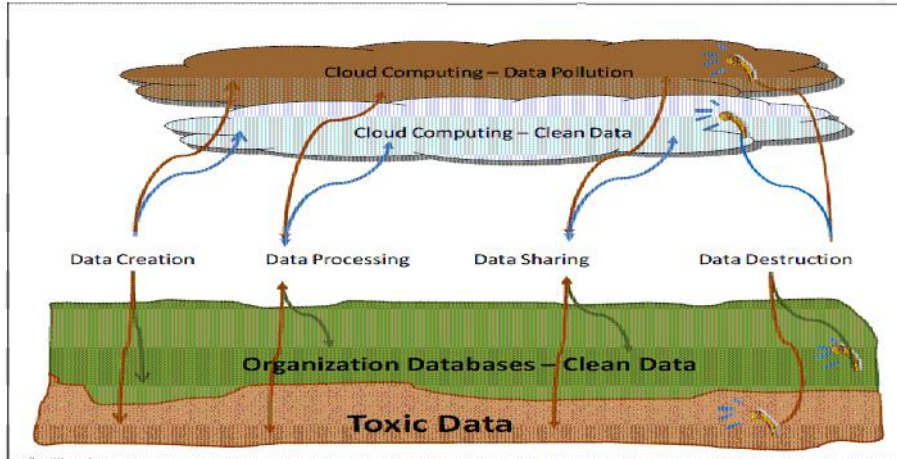 Cloud Computing – Data Pollution
Cloud Computing – Clean Data
Data Creation
Data Processing
Data Sharing
Data Destruction
Organization Databases – Clean Data
Toxic Data